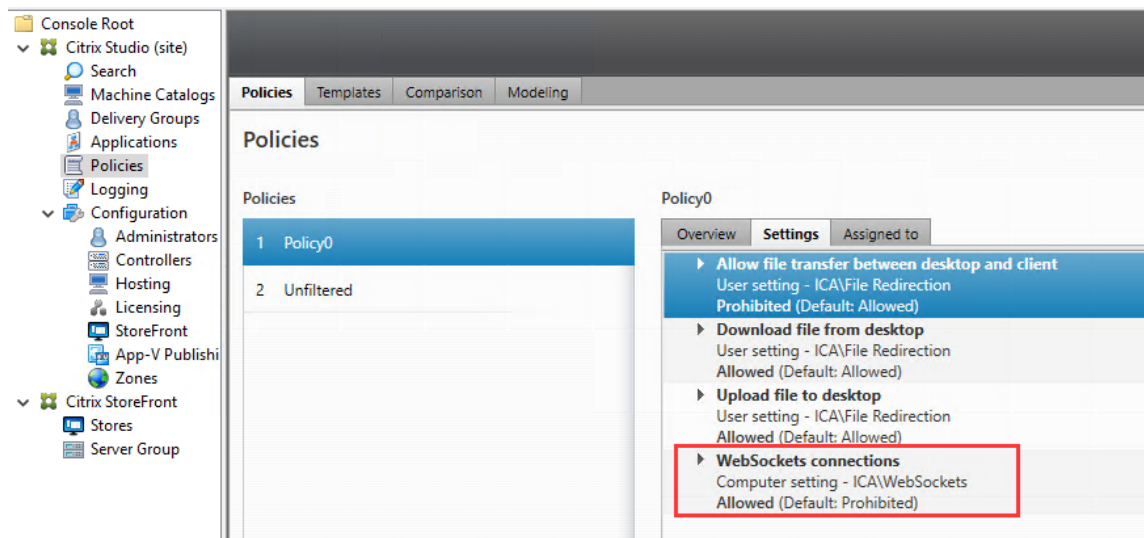 Console Root
Citrix Studio (site)
Search
Machine Catalogs
Delivery Groups
Applications
Policies
Logging
Configuration
Administrators
Controllers
Hosting
Licensing
StoreFront
App-V Publishi
Zones
Citrix StoreFront
Stores
Server Group
Policies Templates Comparison Modeling
Policies
Policies
1 Policy0
2 Unfiltered
Policy0
Overview Settings Assigned to
Allow file transfer between desktop and client
User setting - ICA\File Redirection
Prohibited (Default: Allowed)
Download file from desktop
User setting - ICA\File Redirection
Allowed (Default: Allowed)
Upload file to desktop
User setting - ICA\File Redirection
Allowed (Default: Allowed)
WebSockets connections
Computer setting - ICA\WebSockets
Allowed (Default: Prohibited)